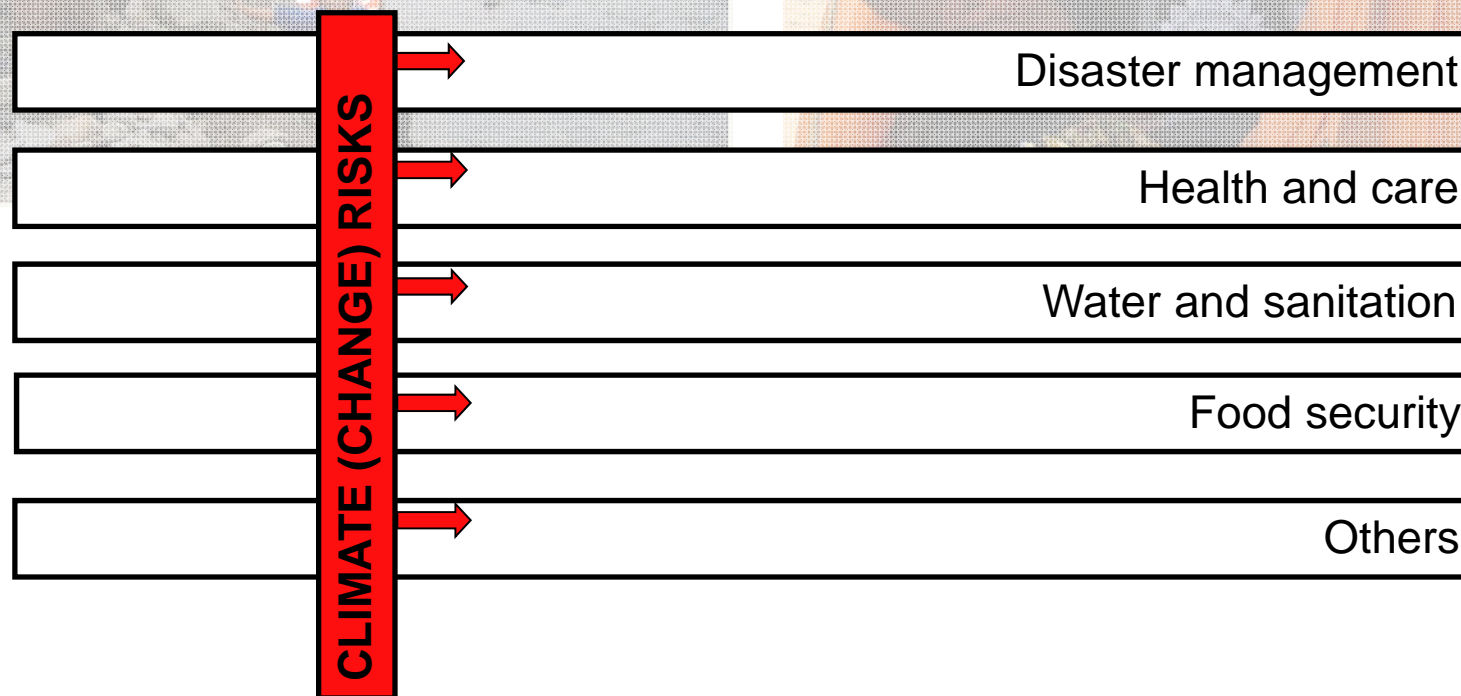 CLIMATE (CHANGE) RISKS
Disaster management
Health and care
Water and sanitation
Food security
Others